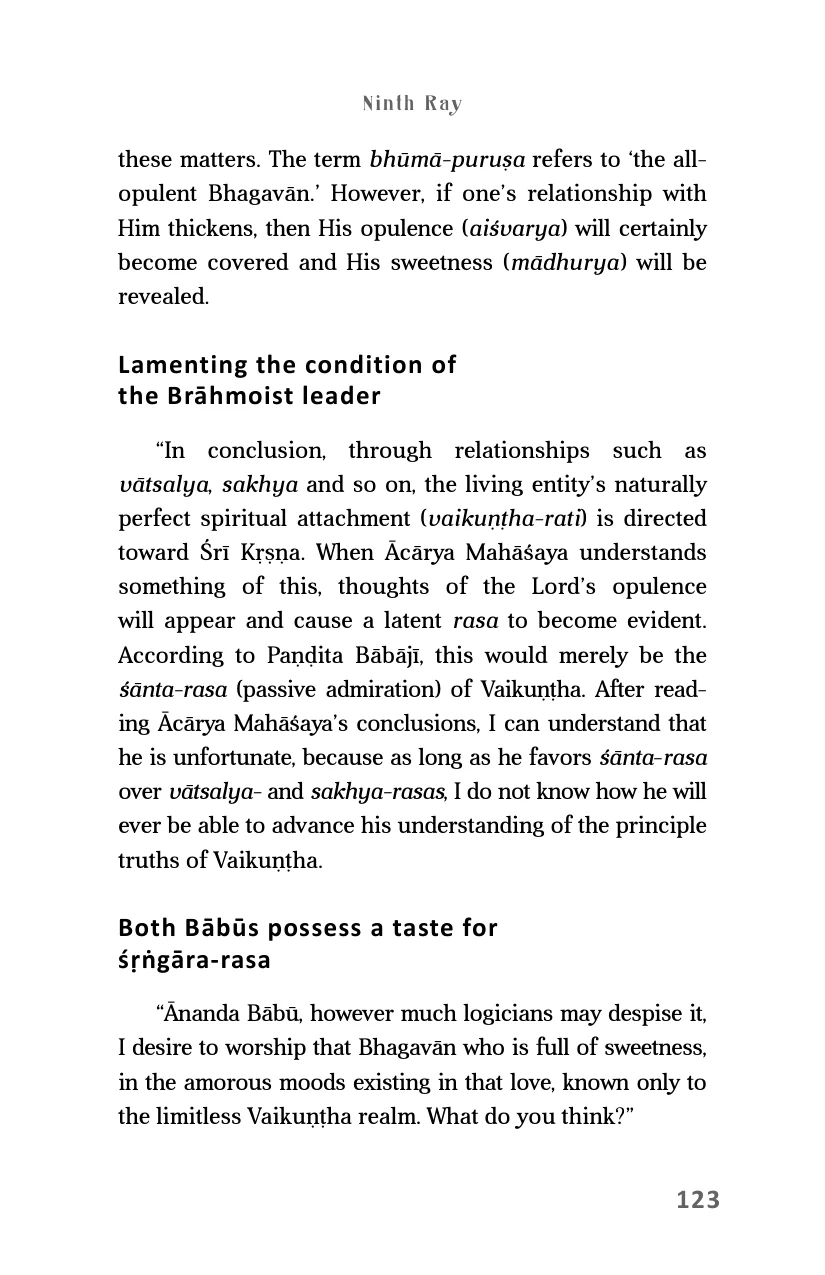 Ninth Ray
these matters. The term bhūmā-puruṣa refers to ‘the all-
opulent Bhagavān.’ However, if one’s relationship with
Him thickens, then His opulence (aiśvarya) will certainly
become covered and His sweetness (mādhurya) will be
revealed.
Lamenting the condition of
the Brāhmoist leader
“In conclusion, through relationships such as
vātsalya, sakhya and so on, the living entity’s naturally
perfect spiritual attachment (vaikuṇṭha-rati) is directed
toward Śrī Kṛṣṇa. When Ācārya Mahāśaya understands
something of this, thoughts of the Lord’s opulence
will appear and cause a latent rasa to become evident.
According to Paṇḍita Bābājī, this would merely be the
śānta-rasa (passive admiration) of Vaikuṇṭha. After read-
ing Ācārya Mahāśaya’s conclusions, I can understand that
he is unfortunate, because as long as he favors śānta-rasa
over vātsalya- and sakhya-rasas, I do not know how he will
ever be able to advance his understanding of the principle
truths of Vaikuṇṭha.
Both Bābūs possess a taste for
śṛṅgāra-rasa
“Ānanda Bābū, however much logicians may despise it,
I desire to worship that Bhagavān who is full of sweetness,
in the amorous moods existing in that love, known only to
the limitless Vaikuṇṭha realm. What do you think?”
123